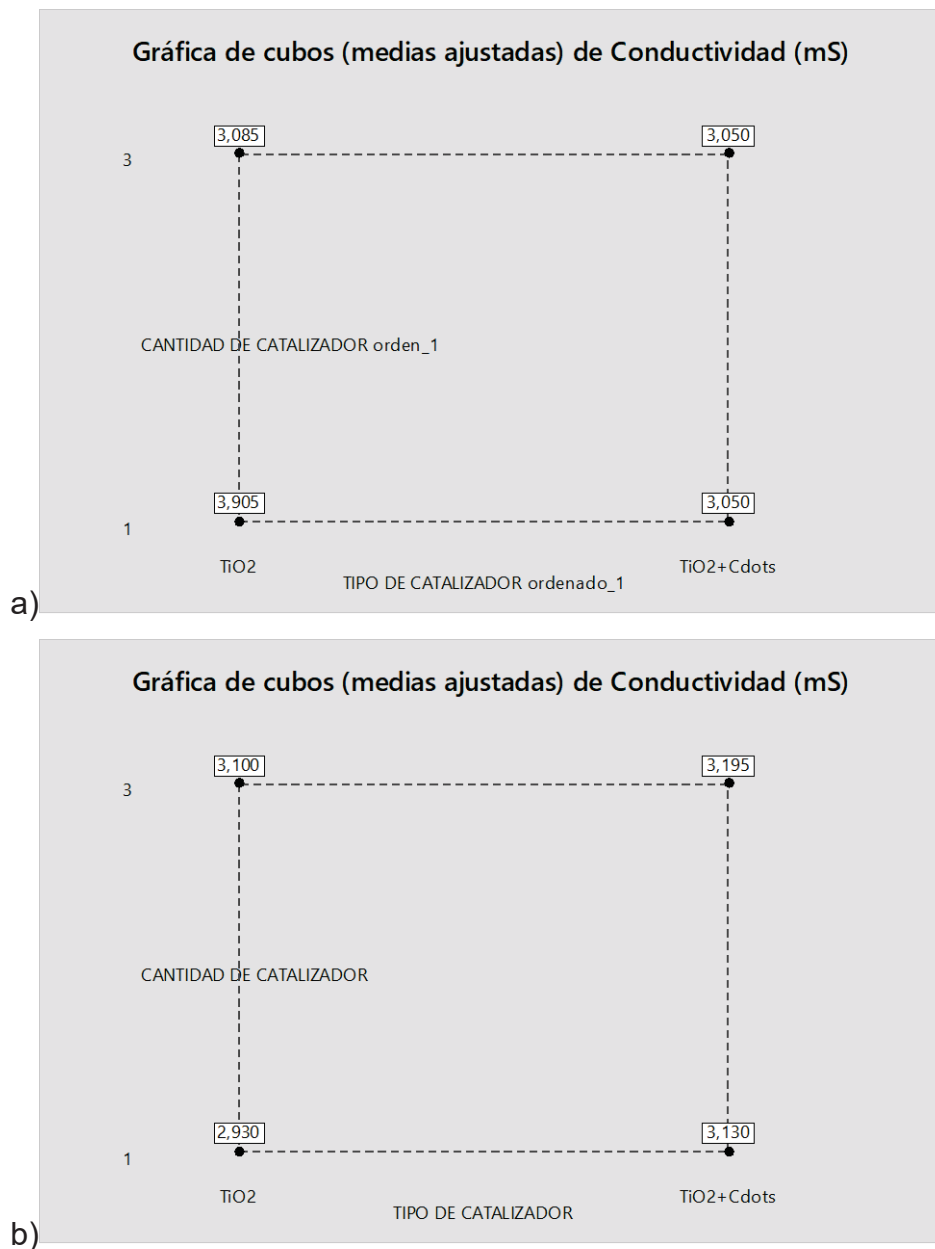 Gráfica de cubos (medias ajustadas) de Conductividad (mS)
3,085 3,050
3
CANTIDAD DE CATALIZADOR orden_1
3,905 3,050
1
TiO2 TiO2+Cdots
TIPO DE CATALIZADOR ordenado_1
a)
Gráfica de cubos (medias ajustadas) de Conductividad (mS)
3,100 3,195
3
CANTIDAD DE CATALIZADOR
2,930 3,130
1
TiO2 TiO2+Cdots
TIPO DE CATALIZADOR
b)